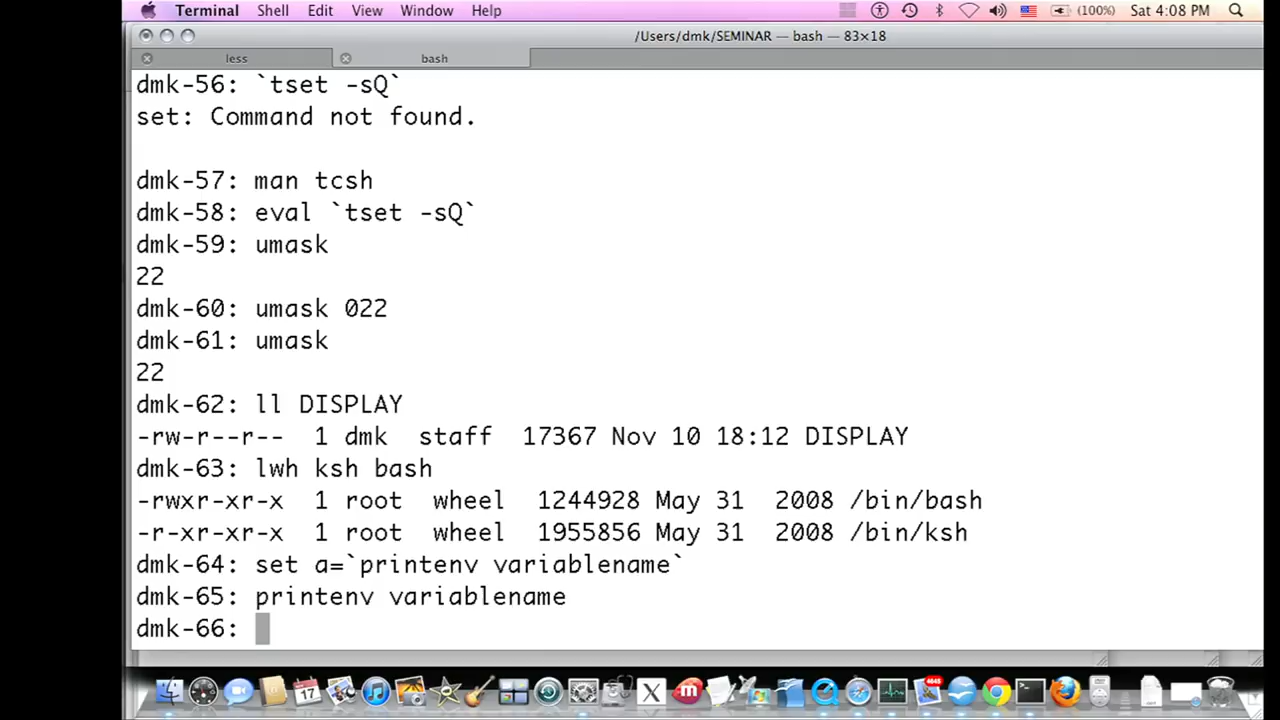 Terminal Shell Edit View Window Help (100%) Sat 4:08 PM
/Users/dmk/SEMINAR — bash — 83×18
less bash
dmk-56: `tset -sQ`
set: Command not found.
dmk-57: man tcsh
dmk-58: eval `tset -sQ`
dmk-59: umask
22
dmk-60: umask 022
dmk-61: umask
22
dmk-62: ll DISPLAY
-rw-r--r-- 1 dmk staff 17367 Nov 10 18:12 DISPLAY
dmk-63: lwh ksh bash
-rwxr-xr-x 1 root wheel 1244928 May 31 2008 /bin/bash
-r-xr-xr-x 1 root wheel 1955856 May 31 2008 /bin/ksh
dmk-64: set a=`printenv variablename`
dmk-65: printenv variablename
dmk-66:
17